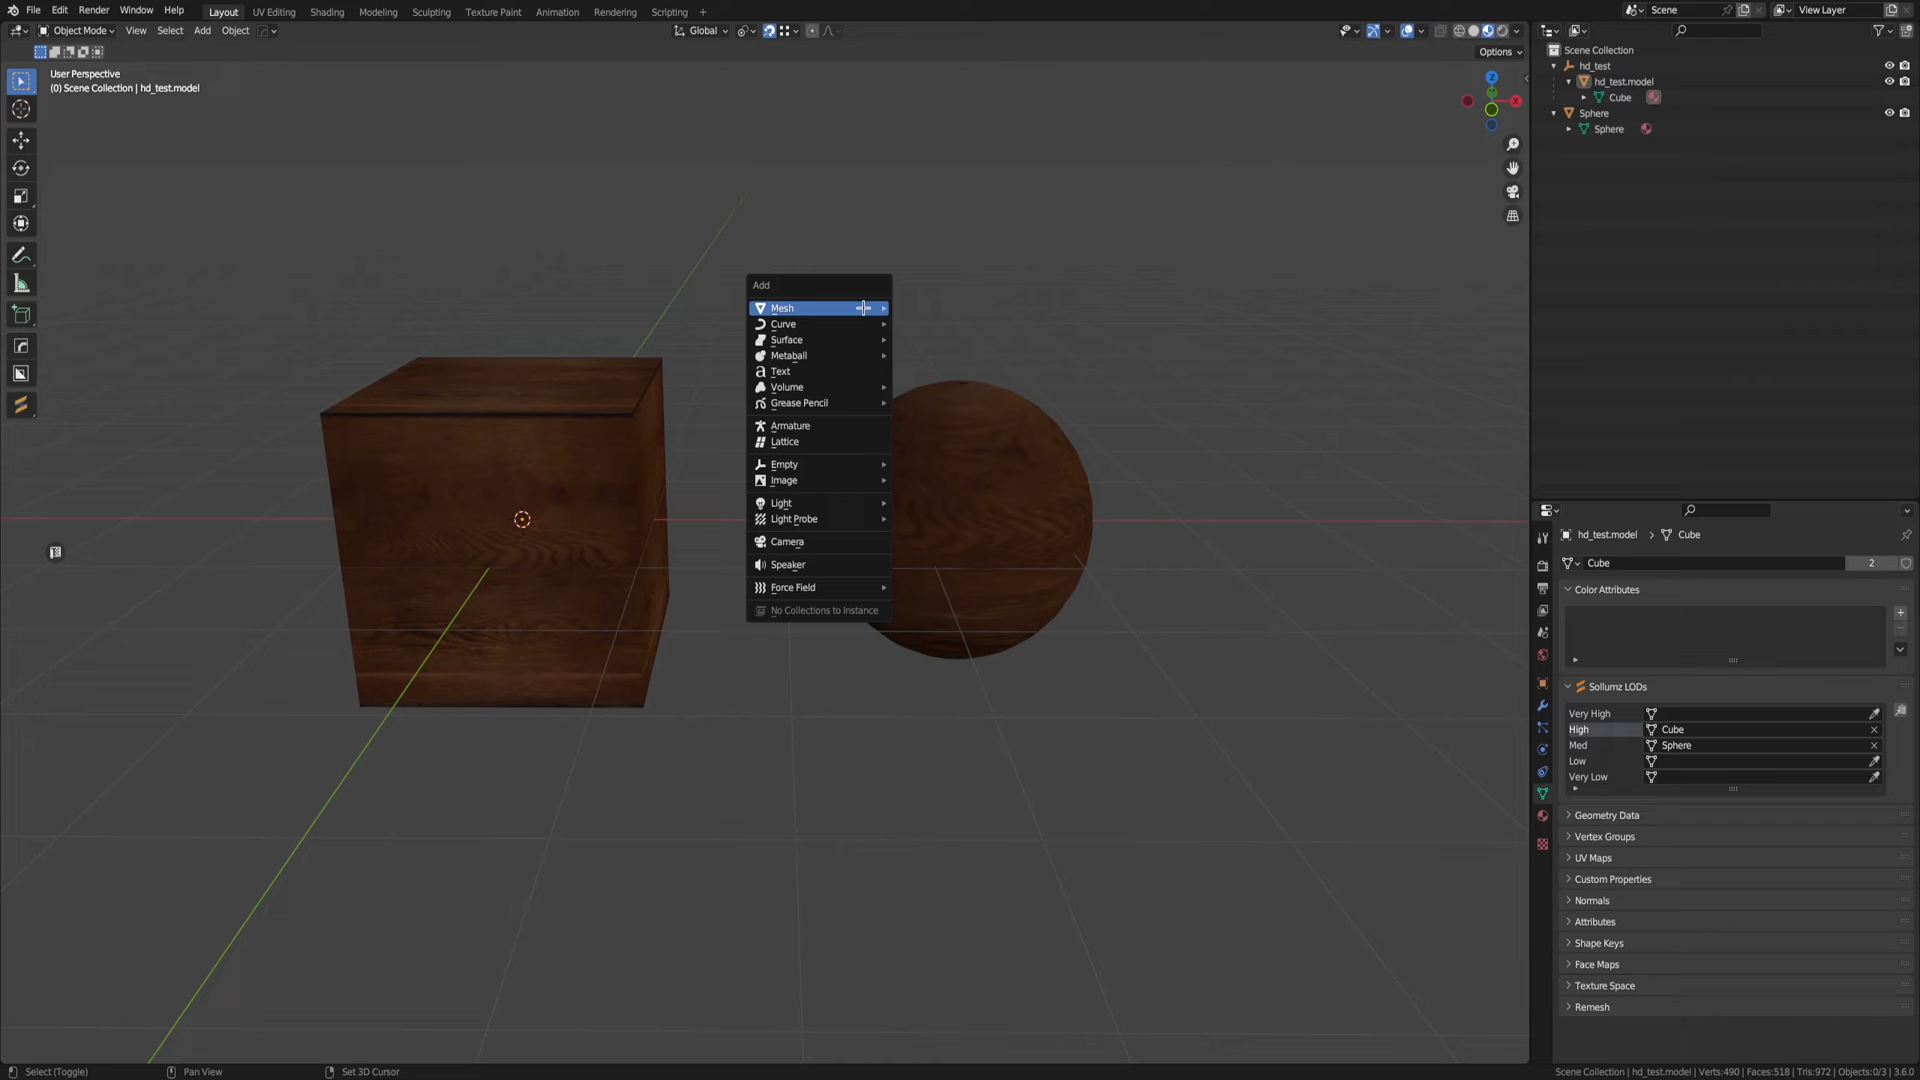 File Edit Render Window Help Layout UV Editing Shading Modeling Sculpting Texture Paint Animation Rendering Scripting +
Scene View Layer
Object Mode View Select Add Object Global
Options
User Perspective
(0) Scene Collection | hd_test.model
Z
Y
X
Add
Mesh
Curve
Surface
Metaball
Text
Volume
Grease Pencil
Armature
Lattice
Empty
Image
Light
Light Probe
Camera
Speaker
Force Field
No Collections to Instance
Scene Collection
hd_test
hd_test.model
Cube
Sphere
Sphere
hd_test.model > Cube
Cube 2
Color Attributes
Sollumz LODs
Very High
High Cube
Med Sphere
Low
Very Low
Geometry Data
Vertex Groups
UV Maps
Custom Properties
Normals
Attributes
Shape Keys
Face Maps
Texture Space
Remesh
Select (Toggle) Pan View Set 3D Cursor Scene Collection | hd_test.model | Verts:490 | Faces:518 | Tris:972 | Objects:0/3 | 3.6.0